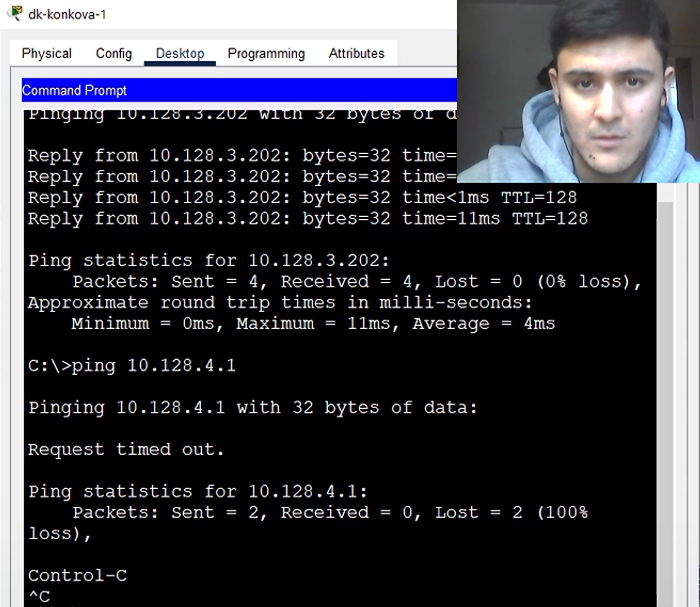 dk-konkova-1
Physical Config Desktop Programming Attributes
Command Prompt
Pinging 10.128.3.202 with 32 bytes of d
Reply from 10.128.3.202: bytes=32 time=
Reply from 10.128.3.202: bytes=32 time=
Reply from 10.128.3.202: bytes=32 time<1ms TTL=128
Reply from 10.128.3.202: bytes=32 time=11ms TTL=128
Ping statistics for 10.128.3.202:
Packets: Sent = 4, Received = 4, Lost = 0 (0% loss),
Approximate round trip times in milli-seconds:
Minimum = 0ms, Maximum = 11ms, Average = 4ms
C:\>ping 10.128.4.1
Pinging 10.128.4.1 with 32 bytes of data:
Request timed out.
Ping statistics for 10.128.4.1:
Packets: Sent = 2, Received = 0, Lost = 2 (100%
loss),
Control-C
^C